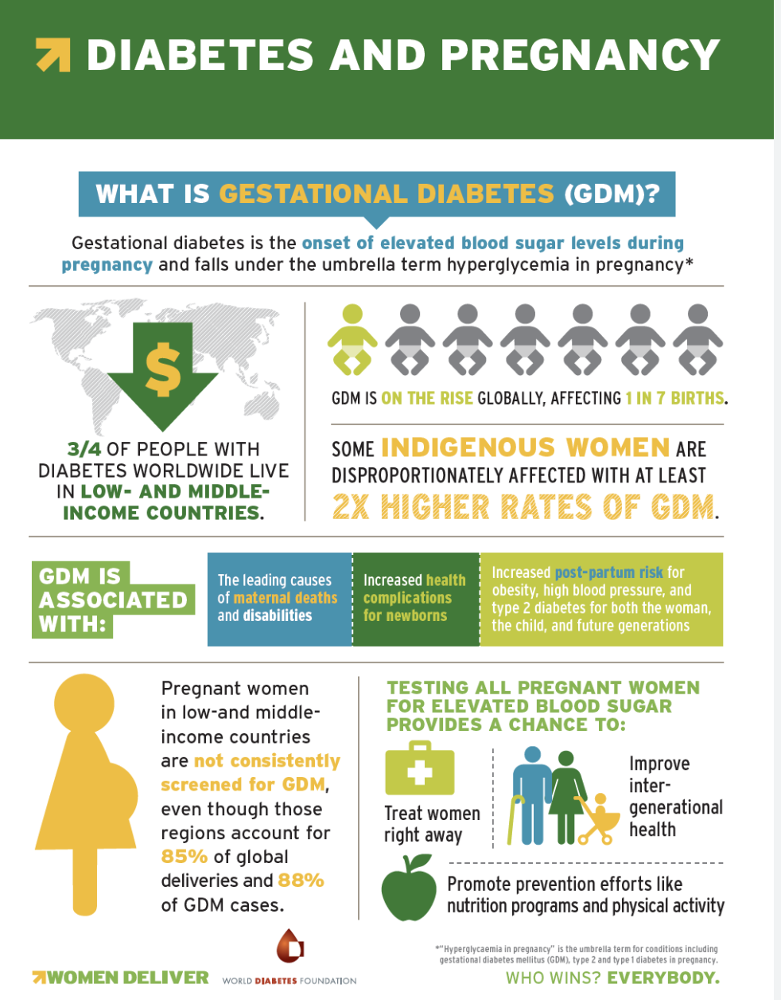 DIABETES AND PREGNANCY
WHAT IS GESTATIONAL DIABETES (GDM)?
Gestational diabetes is the onset of elevated blood sugar levels during
pregnancy and falls under the umbrella term hyperglycemia in pregnancy*
$
3/4 OF PEOPLE WITH
DIABETES WORLDWIDE LIVE
IN LOW- AND MIDDLE-
INCOME COUNTRIES.
GDM IS ON THE RISE GLOBALLY, AFFECTING 1 IN 7 BIRTHS.
SOME INDIGENOUS WOMEN ARE
DISPROPORTIONATELY AFFECTED WITH AT LEAST
2X HIGHER RATES OF GDM.
GDM IS
ASSOCIATED
WITH:
The leading causes
of maternal deaths
and disabilities
Increased health
complications
for newborns
Increased post-partum risk for
obesity, high blood pressure, and
type 2 diabetes for both the woman,
the child, and future generations
Pregnant women
in low-and middle-
income countries
are not consistently
screened for GDM,
even though those
regions account for
85% of global
deliveries and 88%
of GDM cases.
TESTING ALL PREGNANT WOMEN
FOR ELEVATED BLOOD SUGAR
PROVIDES A CHANCE TO:
Treat women
right away
Improve
inter-
generational
health
Promote prevention efforts like
nutrition programs and physical activity
WOMEN DELIVER
WORLD DIABETES FOUNDATION
*"Hyperglycaemia in pregnancy" is the umbrella term for conditions including
gestational diabetes mellitus (GDM), type 2 and type 1 diabetes in pregnancy.
WHO WINS? EVERYBODY.